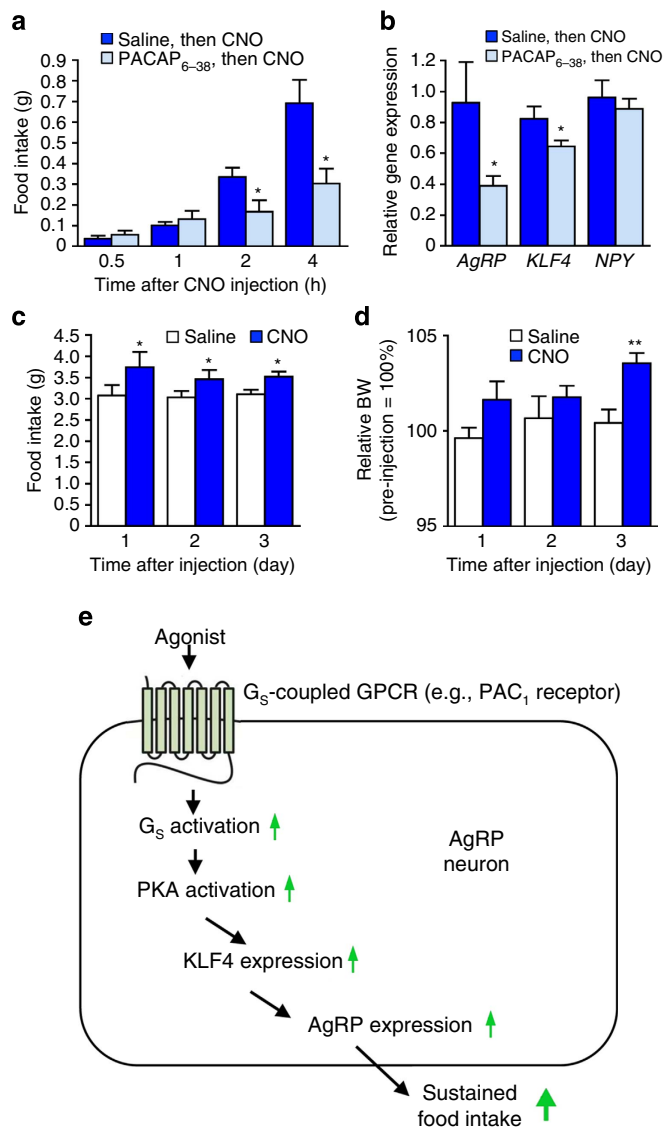 a
Saline, then CNO
PACAP6–38, then CNO
Food intake (g)
0.9
0.8
0.7
0.6
0.5
0.4
0.3
0.2
0.1
0
*
*
0.5 1 2 4
Time after CNO injection (h)
b
Saline, then CNO
PACAP6–38, then CNO
Relative gene expression
1.2
1.0
0.8
0.6
0.4
0.2
0
*
*
AgRP KLF4 NPY
c
Saline CNO
Food intake (g)
4.5
4.0
3.5
3.0
2.5
2.0
1.5
1.0
0.5
0
*
*
*
1 2 3
Time after injection (day)
d
Saline
CNO
Relative BW
(pre-injection = 100%)
105
100
95
**
1 2 3
Time after injection (day)
e
Agonist
GS-coupled GPCR (e.g., PAC1 receptor)
GS activation
PKA activation
KLF4 expression
AgRP expression
AgRP
neuron
Sustained
food intake